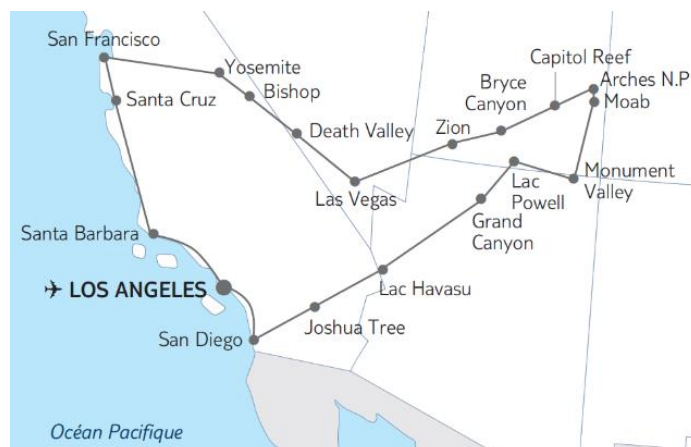 San Francisco
Santa Cruz
Yosemite
Bishop
Death Valley
Las Vegas
Zion
Bryce
Canyon
Capitol Reef
Arches N.P
Moab
Monument
Valley
Lac
Powell
Grand
Canyon
Lac Havasu
Joshua Tree
San Diego
LOS ANGELES
Santa Barbara
Océan Pacifique